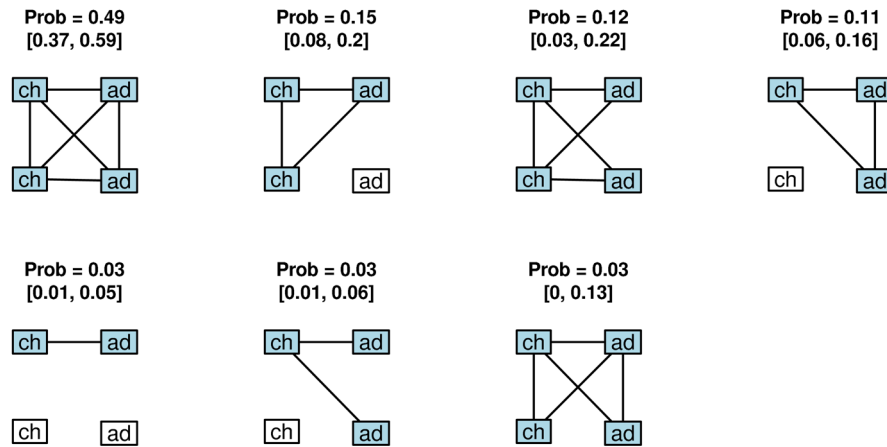 Prob = 0.49
[0.37, 0.59]
Prob = 0.15
[0.08, 0.2]
Prob = 0.12
[0.03, 0.22]
Prob = 0.11
[0.06, 0.16]
ch ad
ch ad
ch ad
ch ad
ch ad
ch ad
ch ad
ch ad
Prob = 0.03
[0.01, 0.05]
Prob = 0.03
[0.01, 0.06]
Prob = 0.03
[0, 0.13]
ch ad
ch ad
ch ad
ch ad
ch ad
ch ad